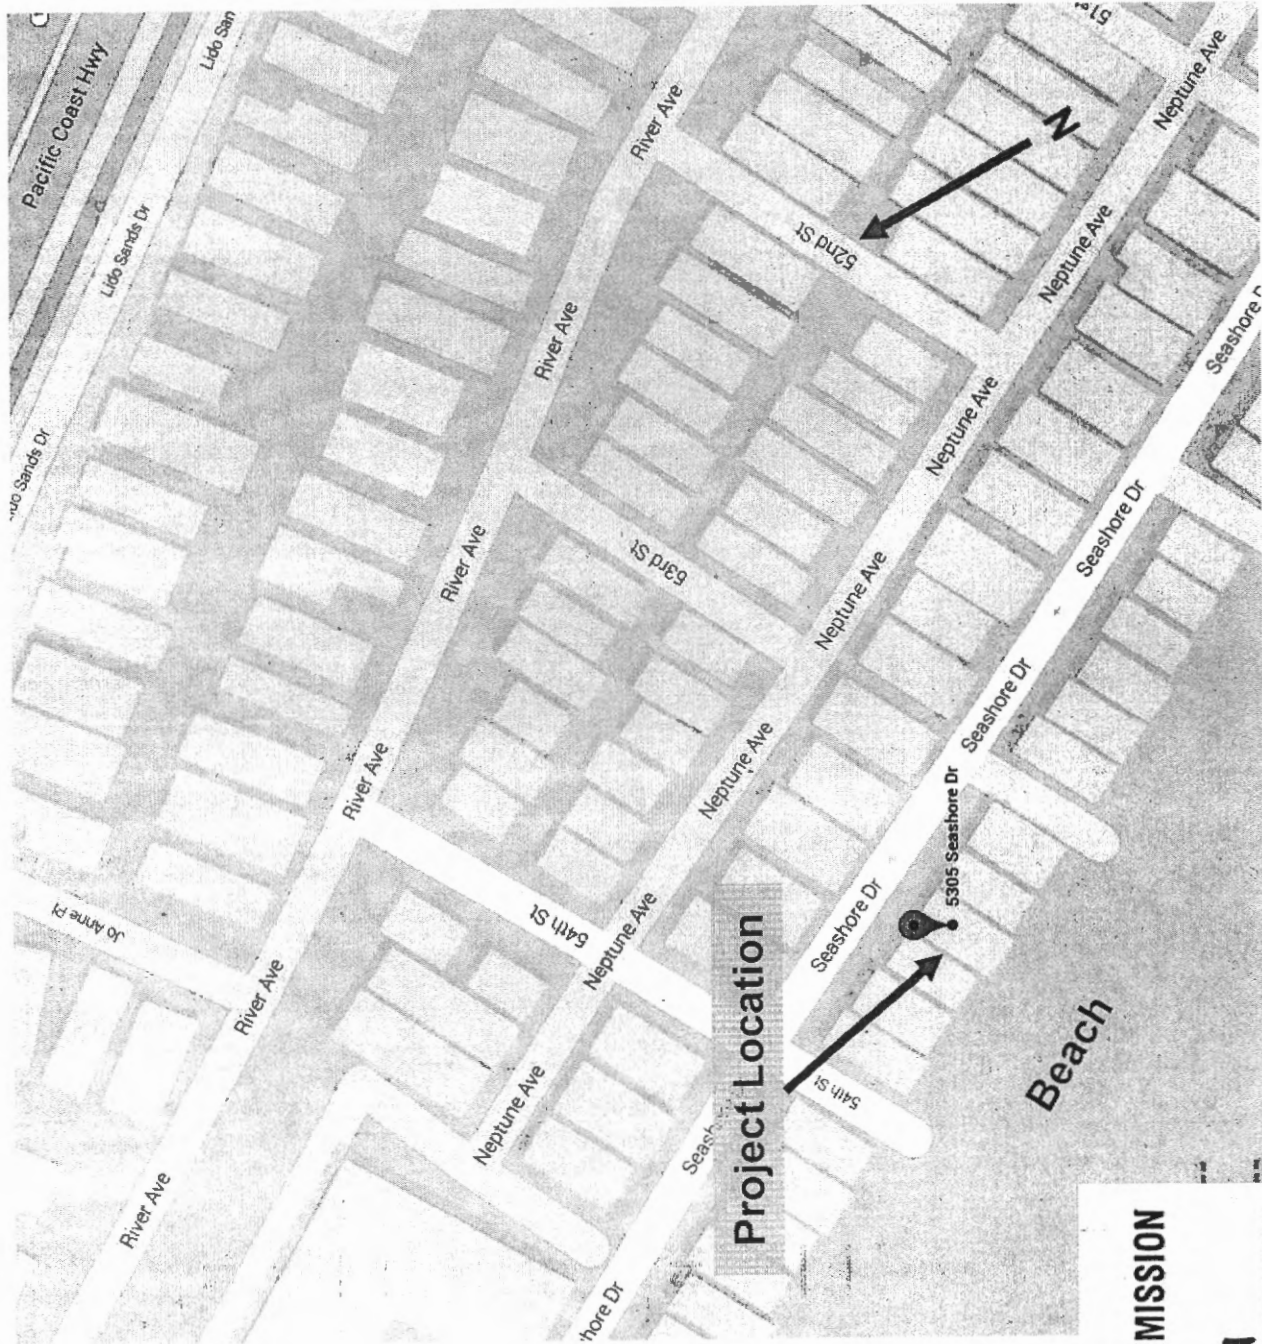 Pacific Coast Hwy
Lido San
Lido Sands Dr
Sands Dr
River Ave
River Ave
River Ave
River Ave
River Ave
River Ave
Jo Anne Pl
51st
52nd St
53rd St
54th St
54th St
N
Neptune Ave
Neptune Ave
Neptune Ave
Neptune Ave
Neptune Ave
Neptune Ave
Neptune Ave
Neptune Ave
Seashore D
Seashore Dr
Seashore Dr
Seashore Dr
Seash
hore Dr
5305 Seashore Dr
Project Location
Beach
MISSION